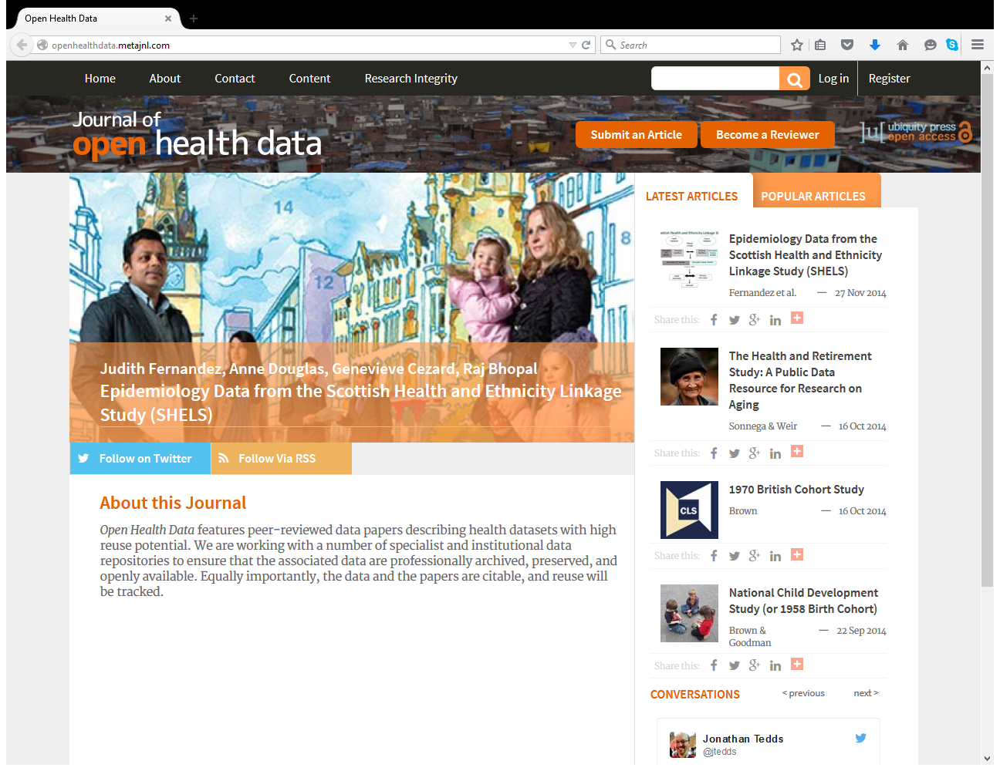 Open Health Data
openhealthdata.metajnl.com
Search
Home About Contact Content Research Integrity
Log in Register
Journal of
open health data
Submit an Article Become a Reviewer
]u[ ubiquity press
open access
14
12
8
13
Judith Fernandez, Anne Douglas, Genevieve Cezard, Raj Bhopal
Epidemiology Data from the Scottish Health and Ethnicity Linkage
Study (SHELS)
Follow on Twitter Follow Via RSS
About this Journal
Open Health Data features peer-reviewed data papers describing health datasets with high
reuse potential. We are working with a number of specialist and institutional data
repositories to ensure that the associated data are professionally archived, preserved, and
openly available. Equally importantly, the data and the papers are citable, and reuse will
be tracked.
LATEST ARTICLES POPULAR ARTICLES
Epidemiology Data from the
Scottish Health and Ethnicity
Linkage Study (SHELS)
Fernandez et al. — 27 Nov 2014
Share this:
The Health and Retirement
Study: A Public Data
Resource for Research on
Aging
Sonnega & Weir — 16 Oct 2014
Share this:
CLS
1970 British Cohort Study
Brown — 16 Oct 2014
Share this:
National Child Development
Study (or 1958 Birth Cohort)
Brown & — 22 Sep 2014
Goodman
Share this:
CONVERSATIONS < previous next >
Jonathan Tedds
@jtedds